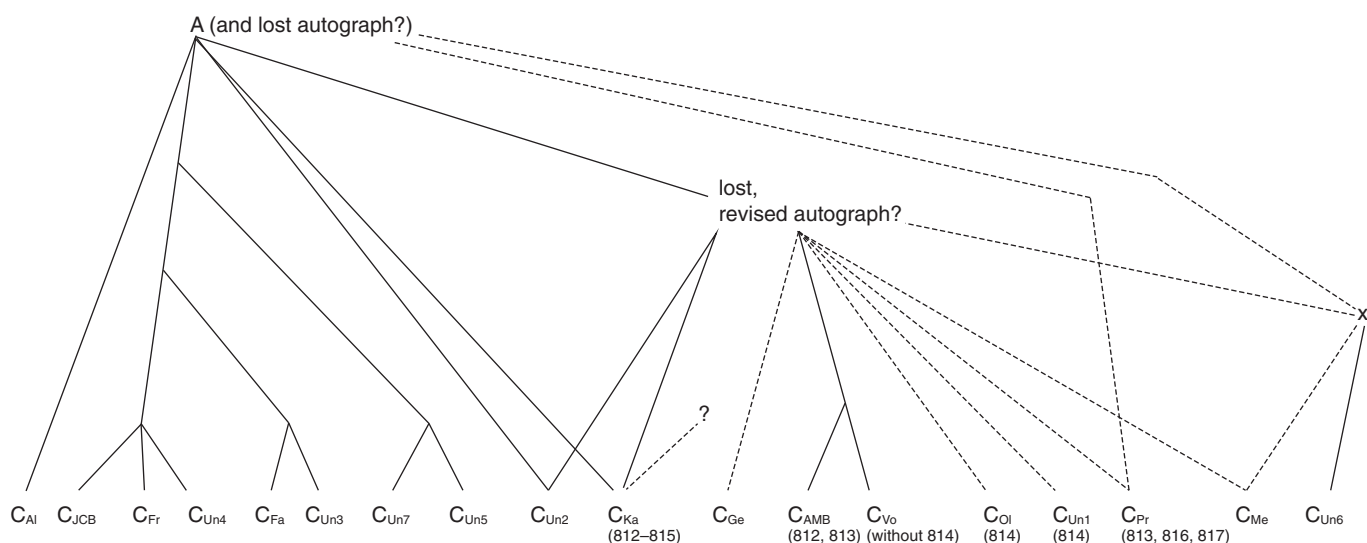 A (and lost autograph?)
lost,
revised autograph?
x
?
CAl CJCB CFr CUn4 CFa CUn3 CUn7 CUn5 CUn2 CKa CGe CAMB CVo COl CUn1 CPr CMe CUn6
(812–815) (812, 813) (without 814) (814) (814) (813, 816, 817)